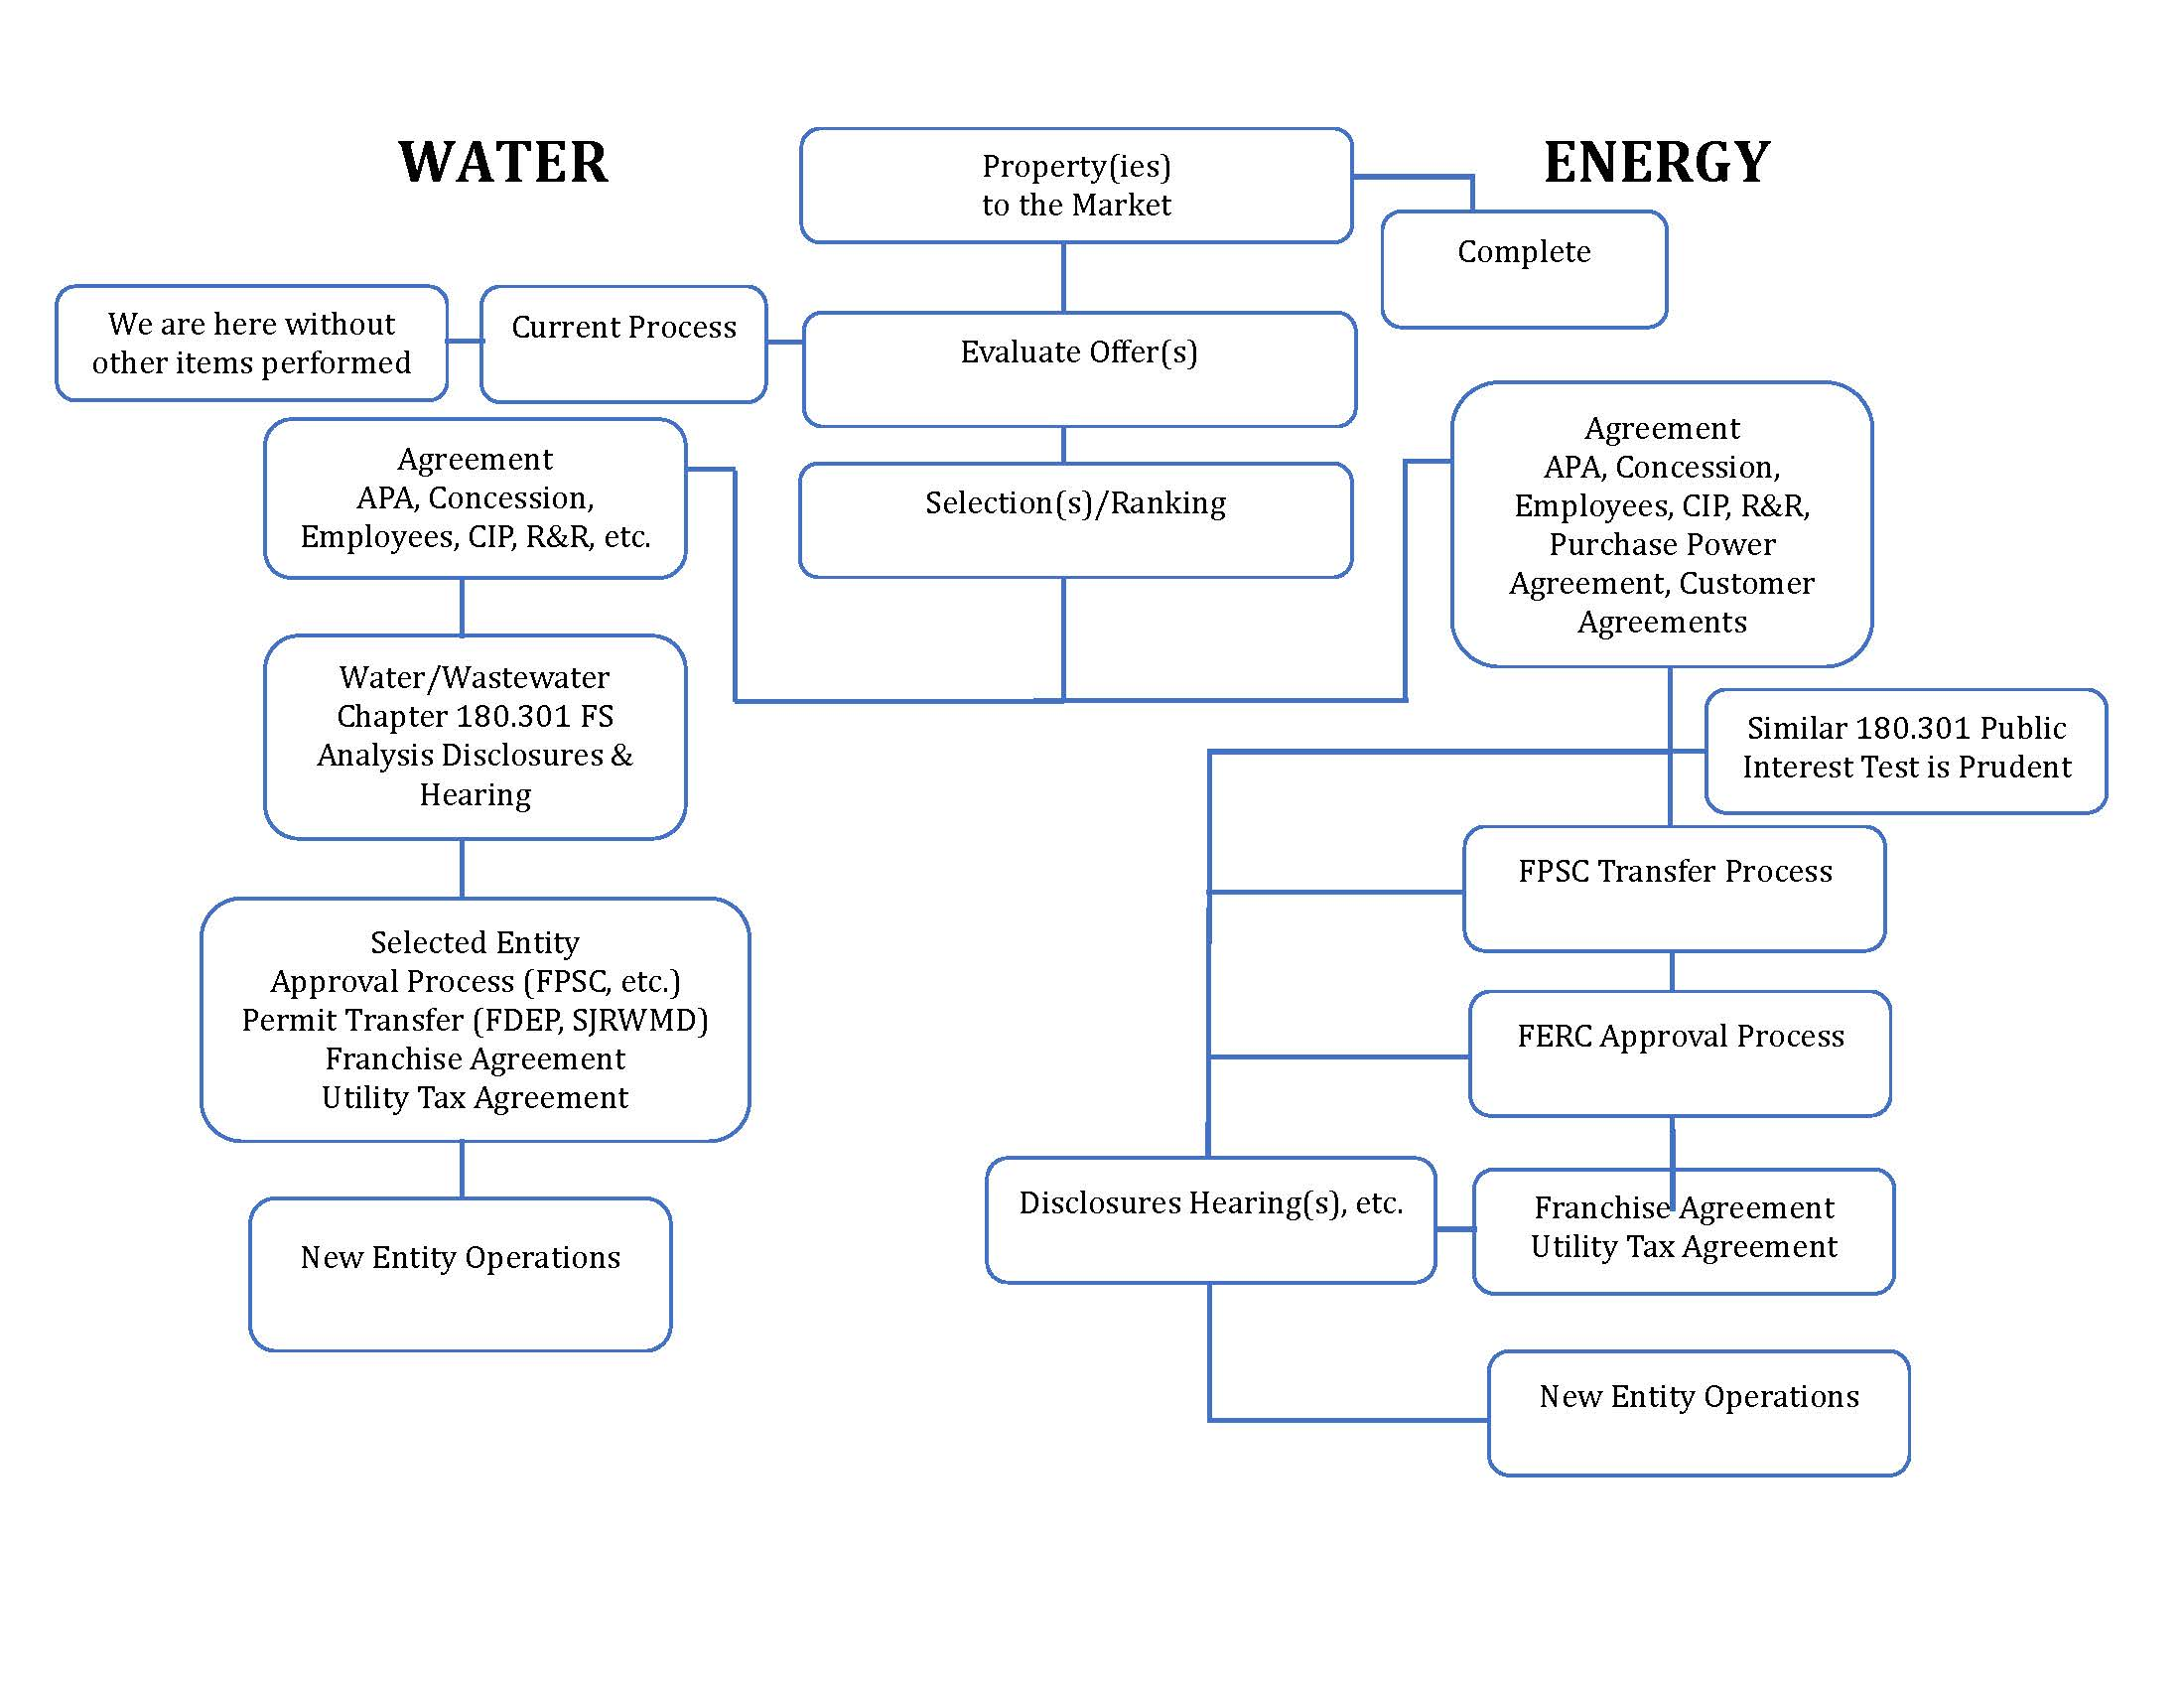 WATER
ENERGY
Property(ies)
to the Market
Complete
We are here without
other items performed
Current Process
Evaluate Offer(s)
Agreement
APA, Concession,
Employees, CIP, R&R, etc.
Selection(s)/Ranking
Agreement
APA, Concession,
Employees, CIP, R&R,
Purchase Power
Agreement, Customer
Agreements
Water/Wastewater
Chapter 180.301 FS
Analysis Disclosures &
Hearing
Similar 180.301 Public
Interest Test is Prudent
FPSC Transfer Process
Selected Entity
Approval Process (FPSC, etc.)
Permit Transfer (FDEP, SJRWMD)
Franchise Agreement
Utility Tax Agreement
FERC Approval Process
Disclosures Hearing(s), etc.
Franchise Agreement
Utility Tax Agreement
New Entity Operations
New Entity Operations